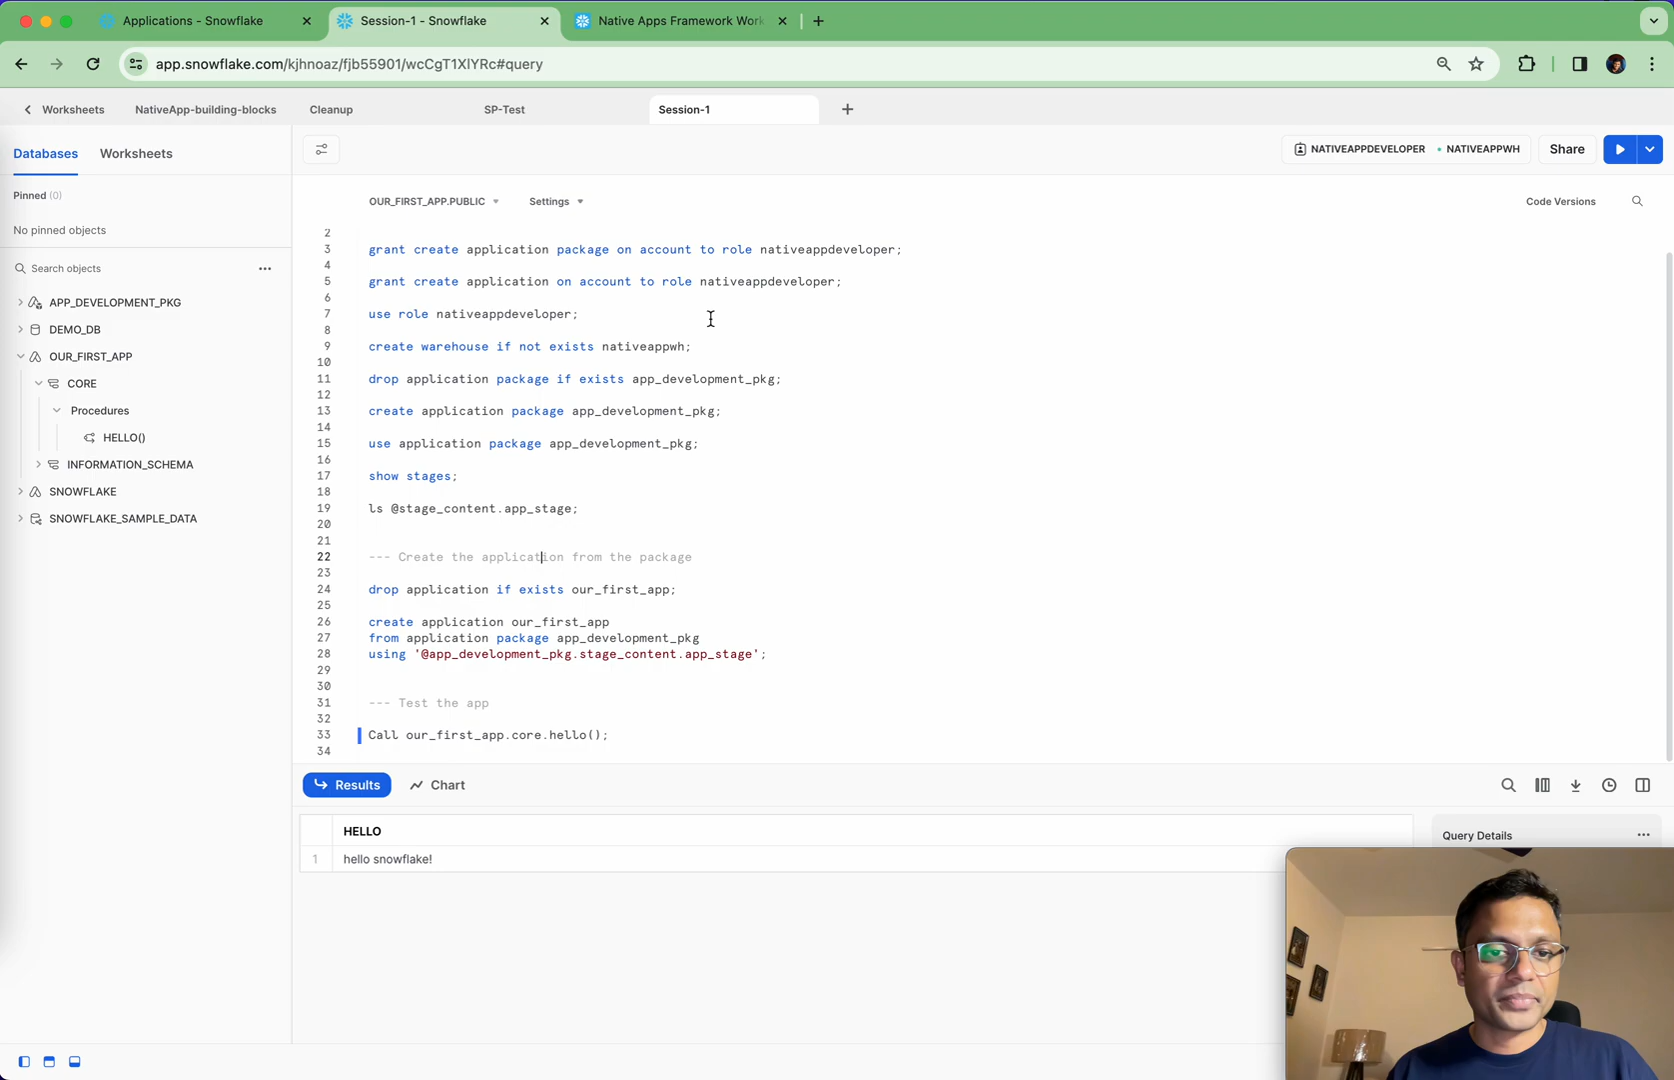 Applications - Snowflake
Session-1 - Snowflake
Native Apps Framework Work
app.snowflake.com/kjhnoaz/fjb55901/wcCgT1XIYRc#query
Worksheets
NativeApp-building-blocks
Cleanup
SP-Test
Session-1
Databases
Worksheets
NATIVEAPPDEVELOPER
NATIVEAPPWH
Share
Pinned (0)
No pinned objects
Search objects
APP_DEVELOPMENT_PKG
DEMO_DB
OUR_FIRST_APP
CORE
Procedures
HELLO()
INFORMATION_SCHEMA
SNOWFLAKE
SNOWFLAKE_SAMPLE_DATA
OUR_FIRST_APP.PUBLIC
Settings
Code Versions
2
3 grant create application package on account to role nativeappdeveloper;
4
5 grant create application on account to role nativeappdeveloper;
6
7 use role nativeappdeveloper;
8
9 create warehouse if not exists nativeappwh;
10
11 drop application package if exists app_development_pkg;
12
13 create application package app_development_pkg;
14
15 use application package app_development_pkg;
16
17 show stages;
18
19 ls @stage_content.app_stage;
20
21
22 --- Create the application from the package
23
24 drop application if exists our_first_app;
25
26 create application our_first_app
27 from application package app_development_pkg
28 using '@app_development_pkg.stage_content.app_stage';
29
30
31 --- Test the app
32
33 Call our_first_app.core.hello();
34
Results
Chart
HELLO
1 hello snowflake!
Query Details